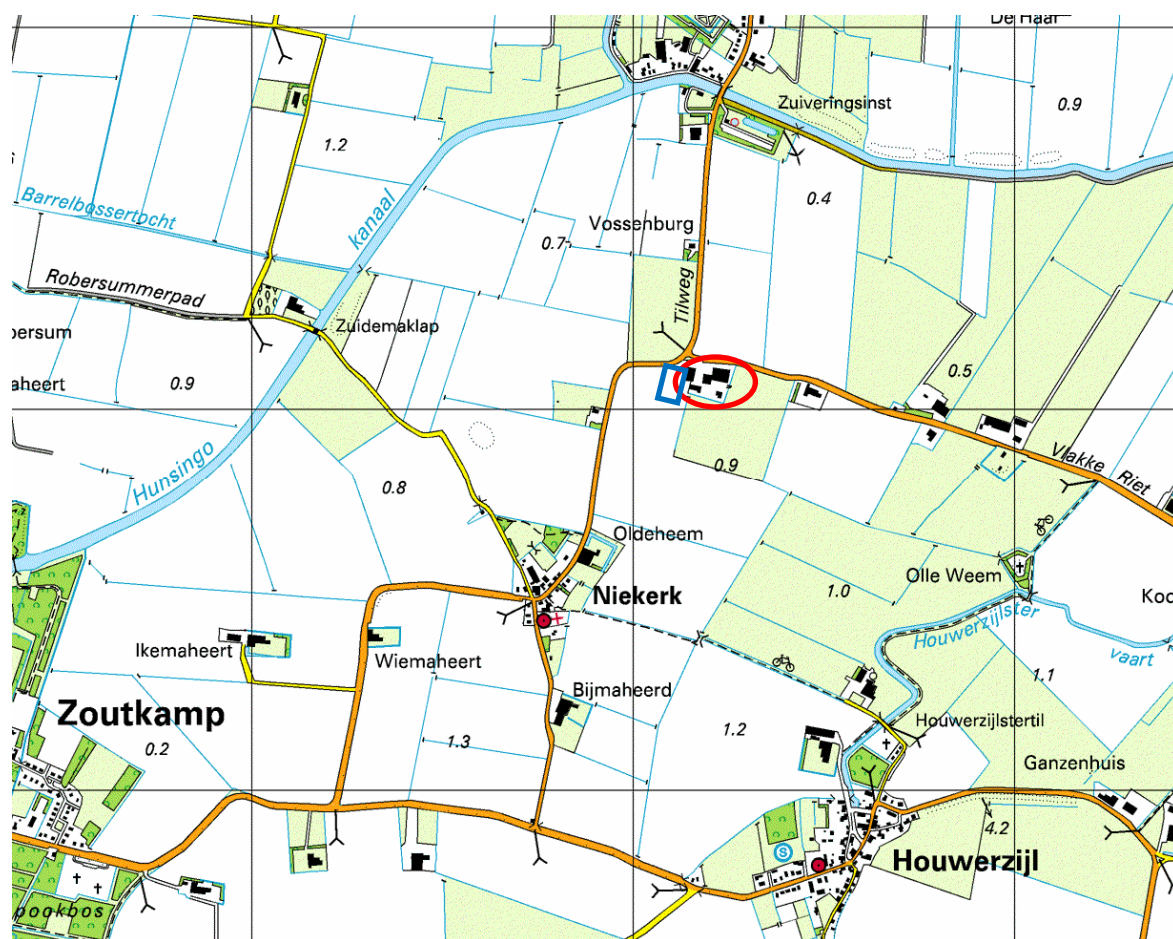 De Haar
Zuiveringsinst
0.9
1.2
0.4
Barrelbossertocht
kanaal
0.7
Vossenburg
Robersummerpad
Tilweg
bersum
Zuidemaklap
aheert
0.9
0.5
Hunsingo
0.9
Vlakke Riet
0.8
Oldeheem
Olle Weem
Niekerk
1.0
Koo
Houwerzijlster
vaart
Ikemaheert
Wiemaheert
1.1
Bijmaheerd
Zoutkamp
Houwerzijlstertil
0.2
1.3
1.2
Ganzenhuis
4.2
S
Houwerzijl
pookbos